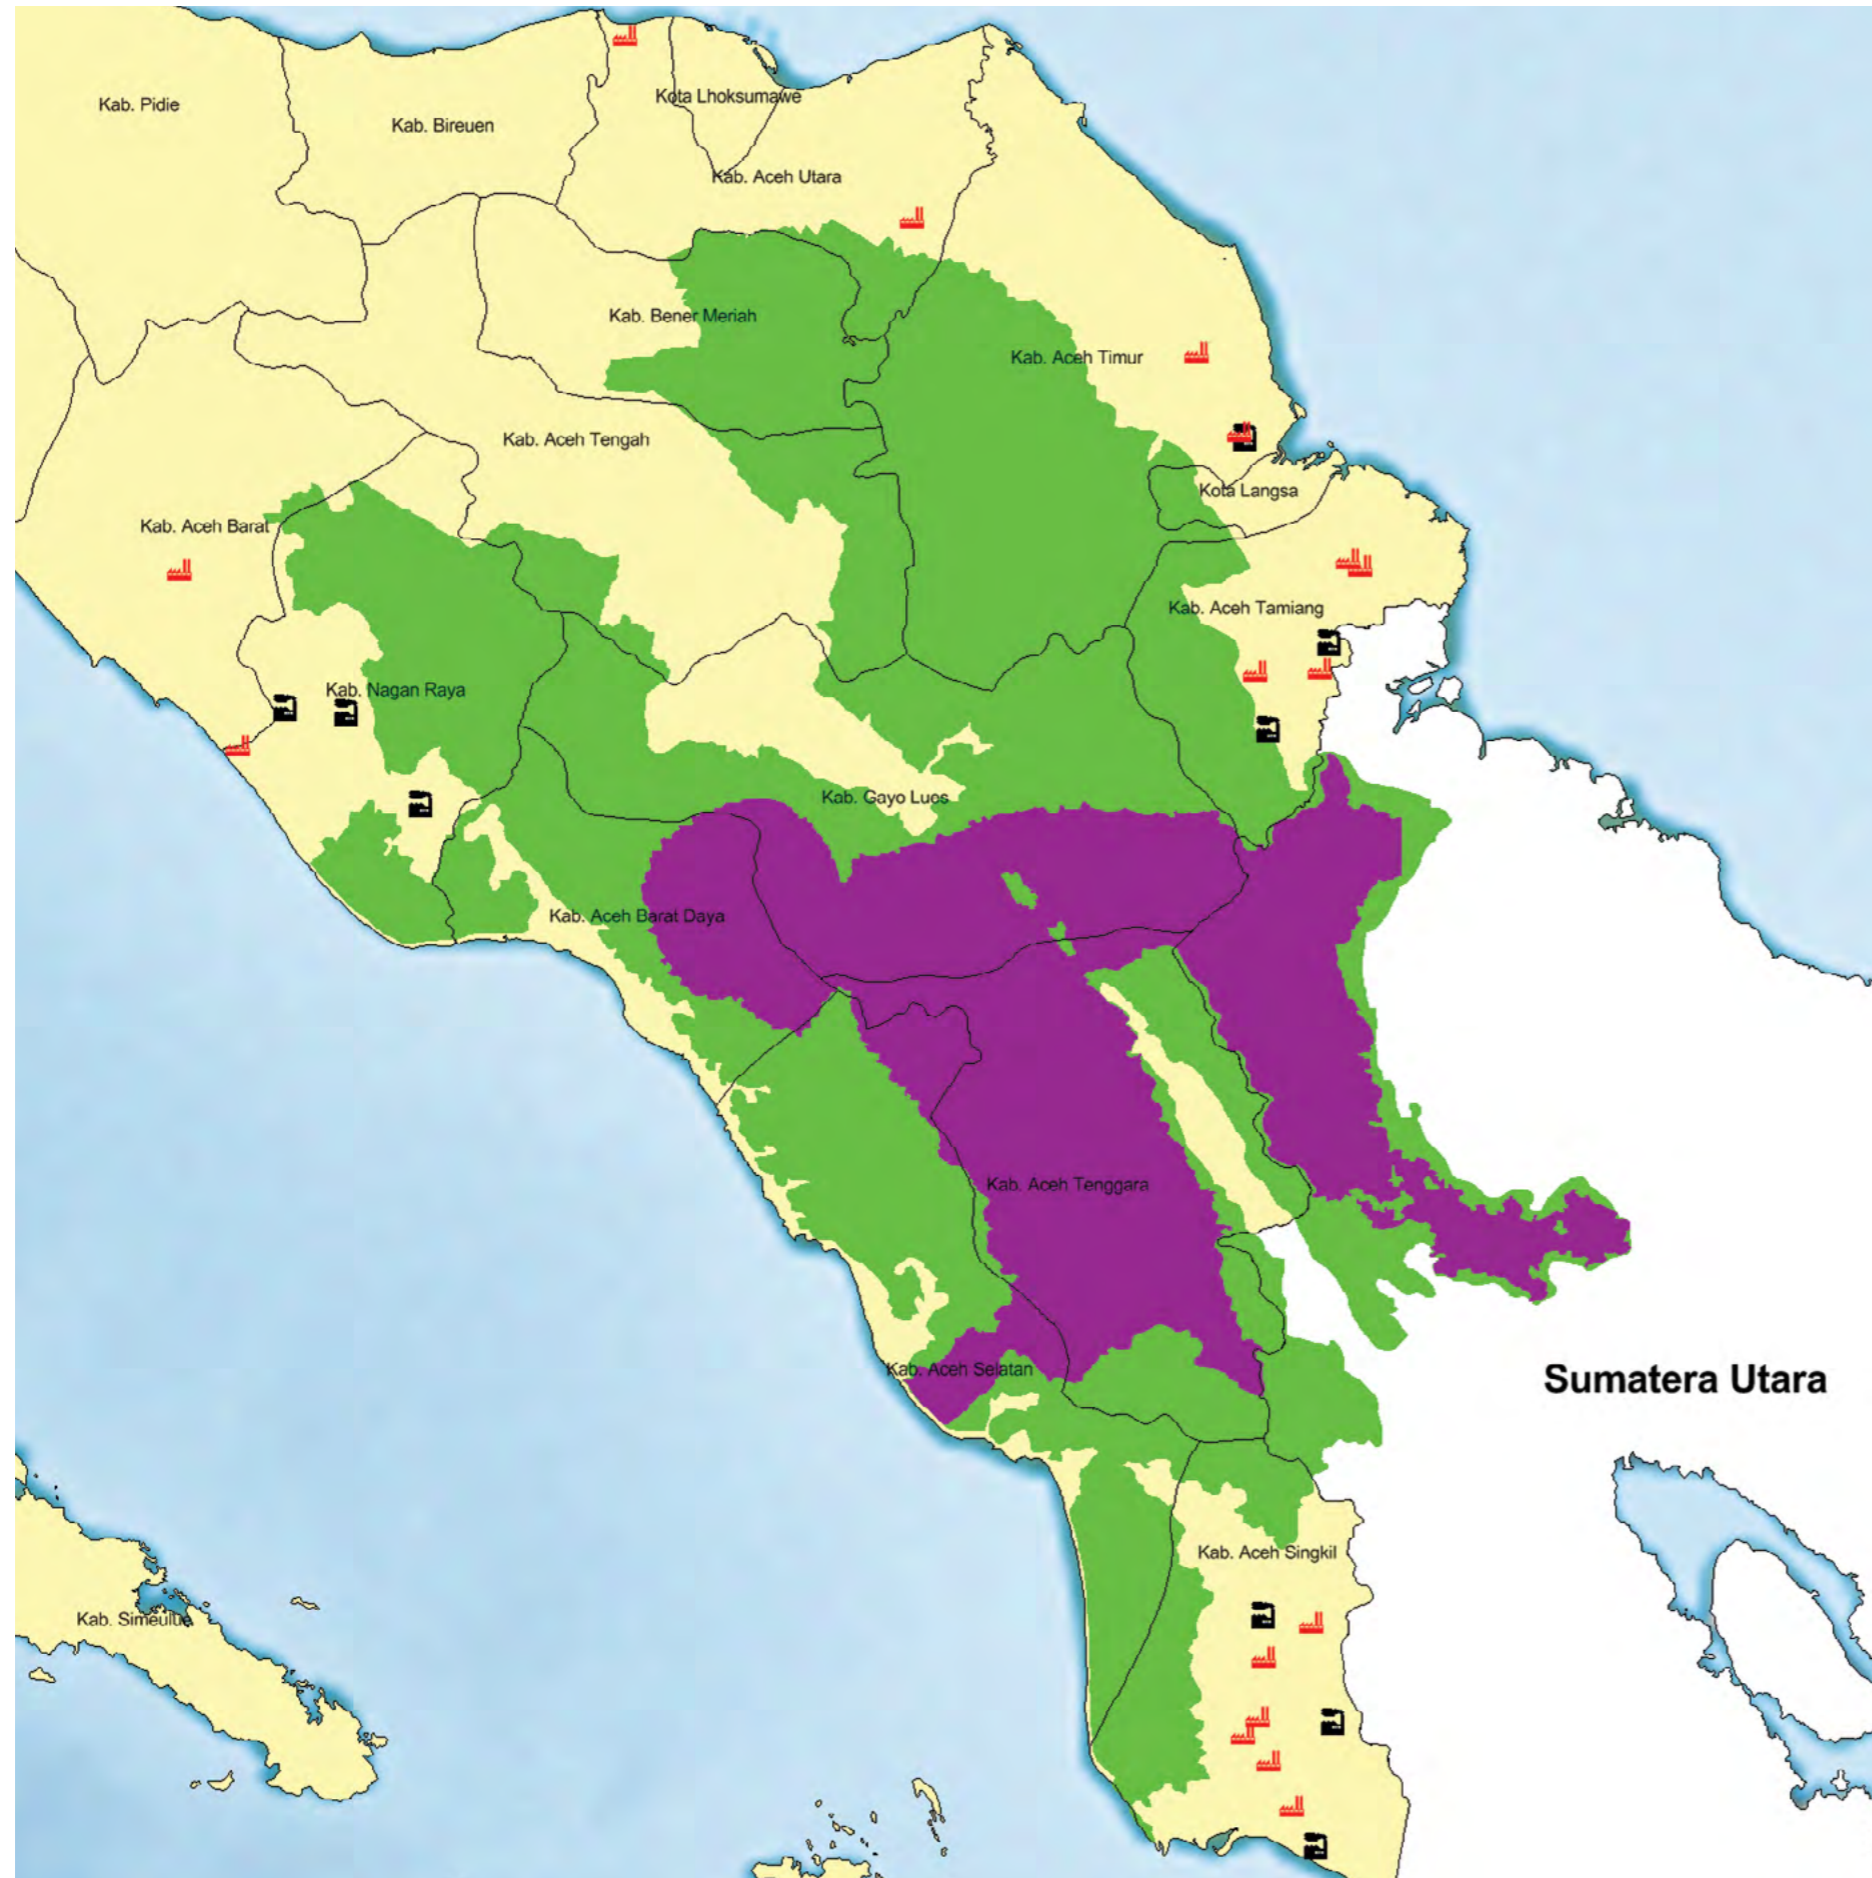 Kab. Pidie
Kota Lhoksumawe
Kab. Bireuen
Kab. Aceh Utara
Kab. Bener Meriah
Kab. Aceh Timur
Kab. Aceh Tengah
Kota Langsa
Kab. Aceh Barat
Kab. Aceh Tamiang
Kab. Nagan Raya
Kab. Gayo Lues
Kab. Aceh Barat Daya
Kab. Aceh Tenggara
Kab. Aceh Selatan
Sumatera Utara
Kab. Aceh Singkil
Kab. Simeulue